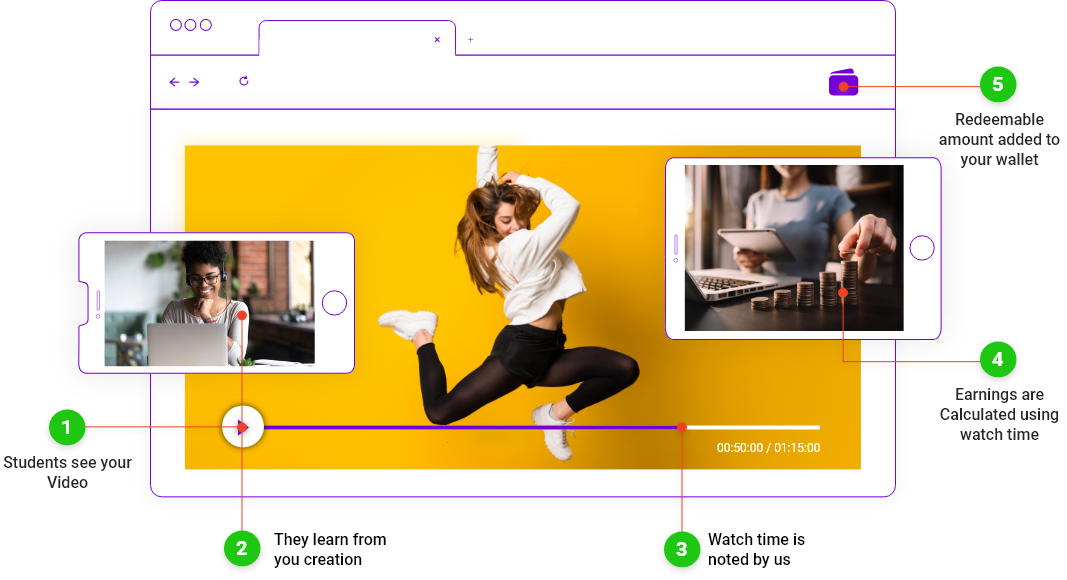 5
Redeemable
amount added to
your wallet
00:50:00 / 01:15:00
4
Earnings are
Calculated using
watch time
1
Students see your
Video
2
They learn from
you creation
3
Watch time is
noted by us